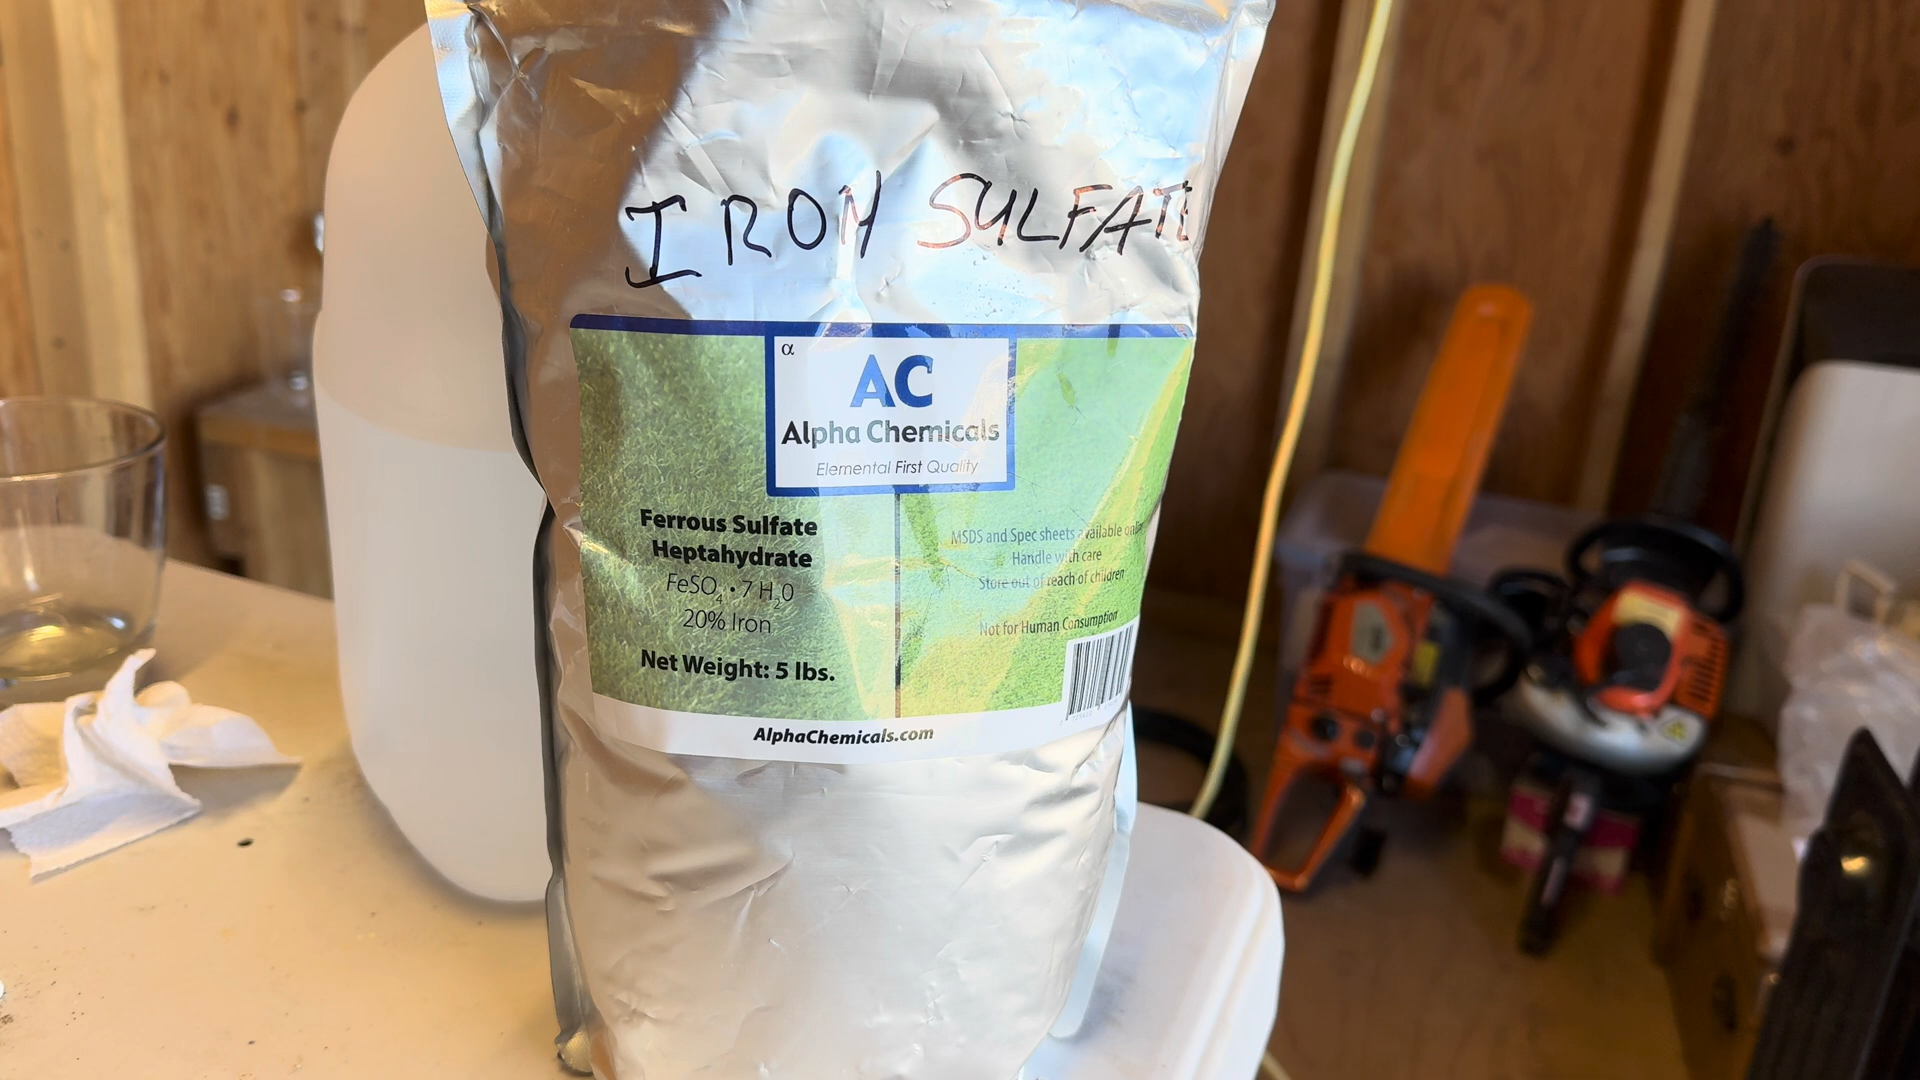 IRON SULFATE
α
AC
Alpha Chemicals
Elemental First Quality
Ferrous Sulfate
Heptahydrate
FeSO4 • 7 H20
20% Iron
Net Weight: 5 lbs.
MSDS and Spec sheets available online
Handle with care
Store out of reach of children
Not for Human Consumption
AlphaChemicals.com